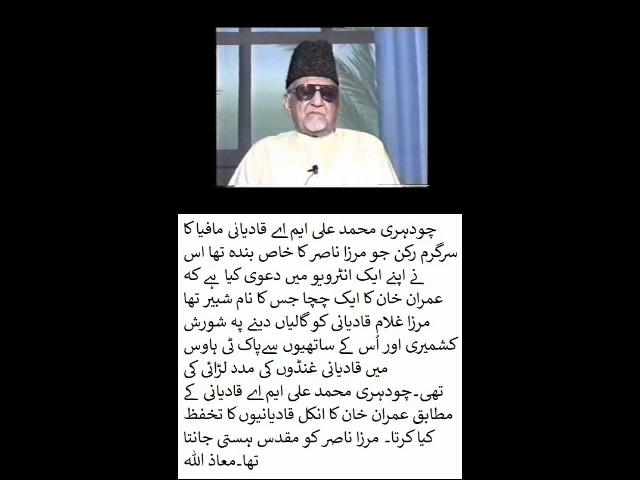 چودہری محمد علی ایم اے قادیانی مافیا کا
سرگرم رکن جو مرزا ناصر کا خاص بندہ تھا اس
نے اپنے ایک انٹرویو میں دعوی کیا ہے کہ
عمران خان کا ایک چچا جس کا نام شبیر تھا
مرزا غلام قادیانی کو گالیاں دینے پہ شورش
کشمیری اور اُس کے ساتھیوں سےپاک ٹی ہاوس
میں قادیانی غنڈوں کی مدد لڑائی کی
تھی۔چودہری محمد علی ایم اے قادیانی کے
مطابق عمران خان کا انکل قادیانیوں کا تخفظ
کیا کرتا۔ مرزا ناصر کو مقدس ہستی جانتا
تھا۔معاذ اللہ